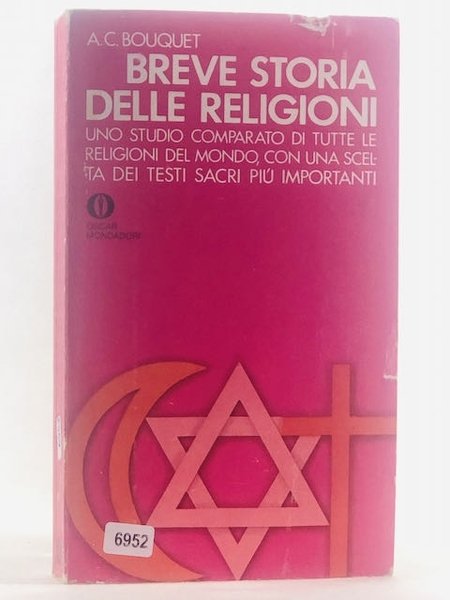 A.C. BOUQUET
BREVE STORIA
DELLE RELIGIONI
UNO STUDIO COMPARATO DI TUTTE LE
RELIGIONI DEL MONDO, CON UNA SCEL-
TA DEI TESTI SACRI PIÚ IMPORTANTI
OSCAR
MONDADORI
6952